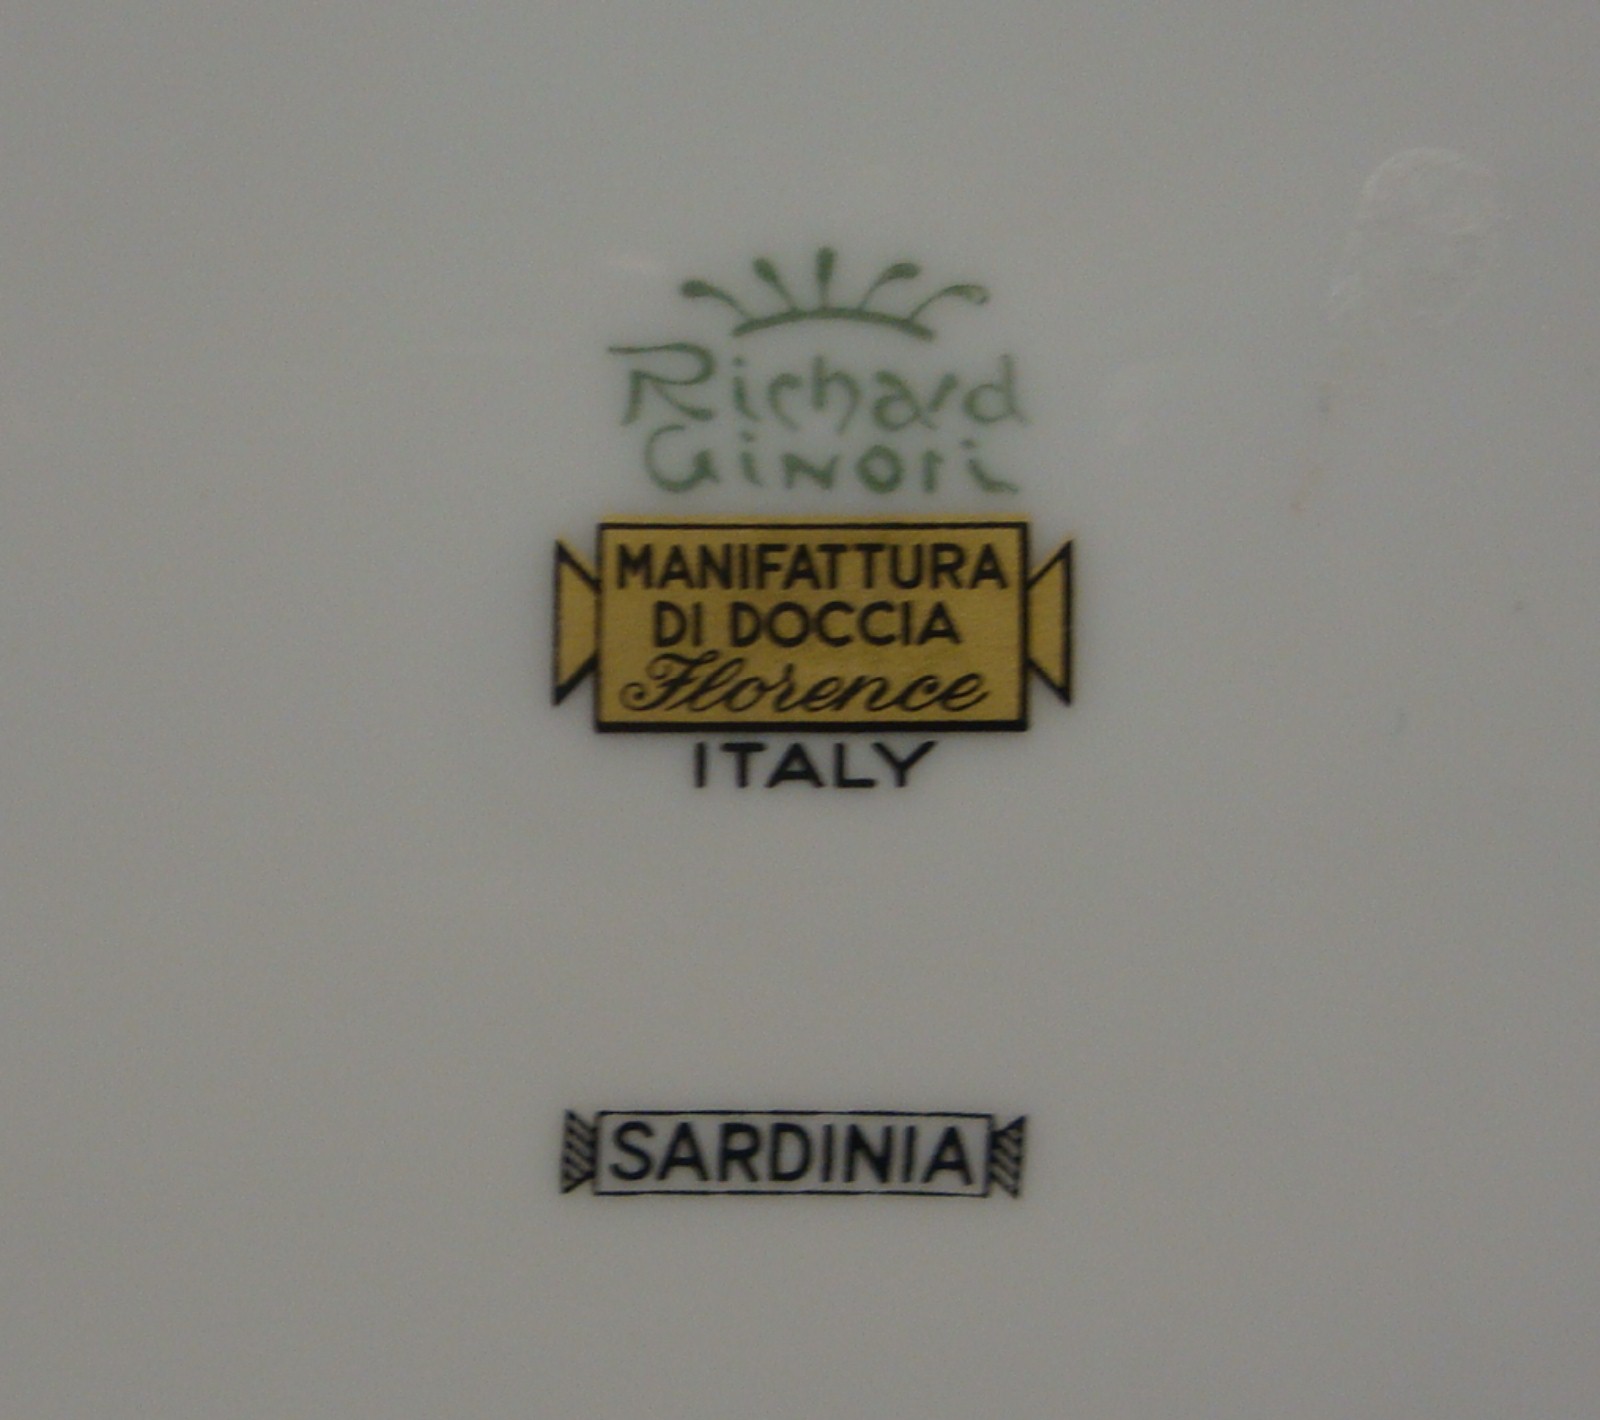 Richard
Ginori
MANIFATTURA
DI DOCCIA
Florence
ITALY
SARDINIA